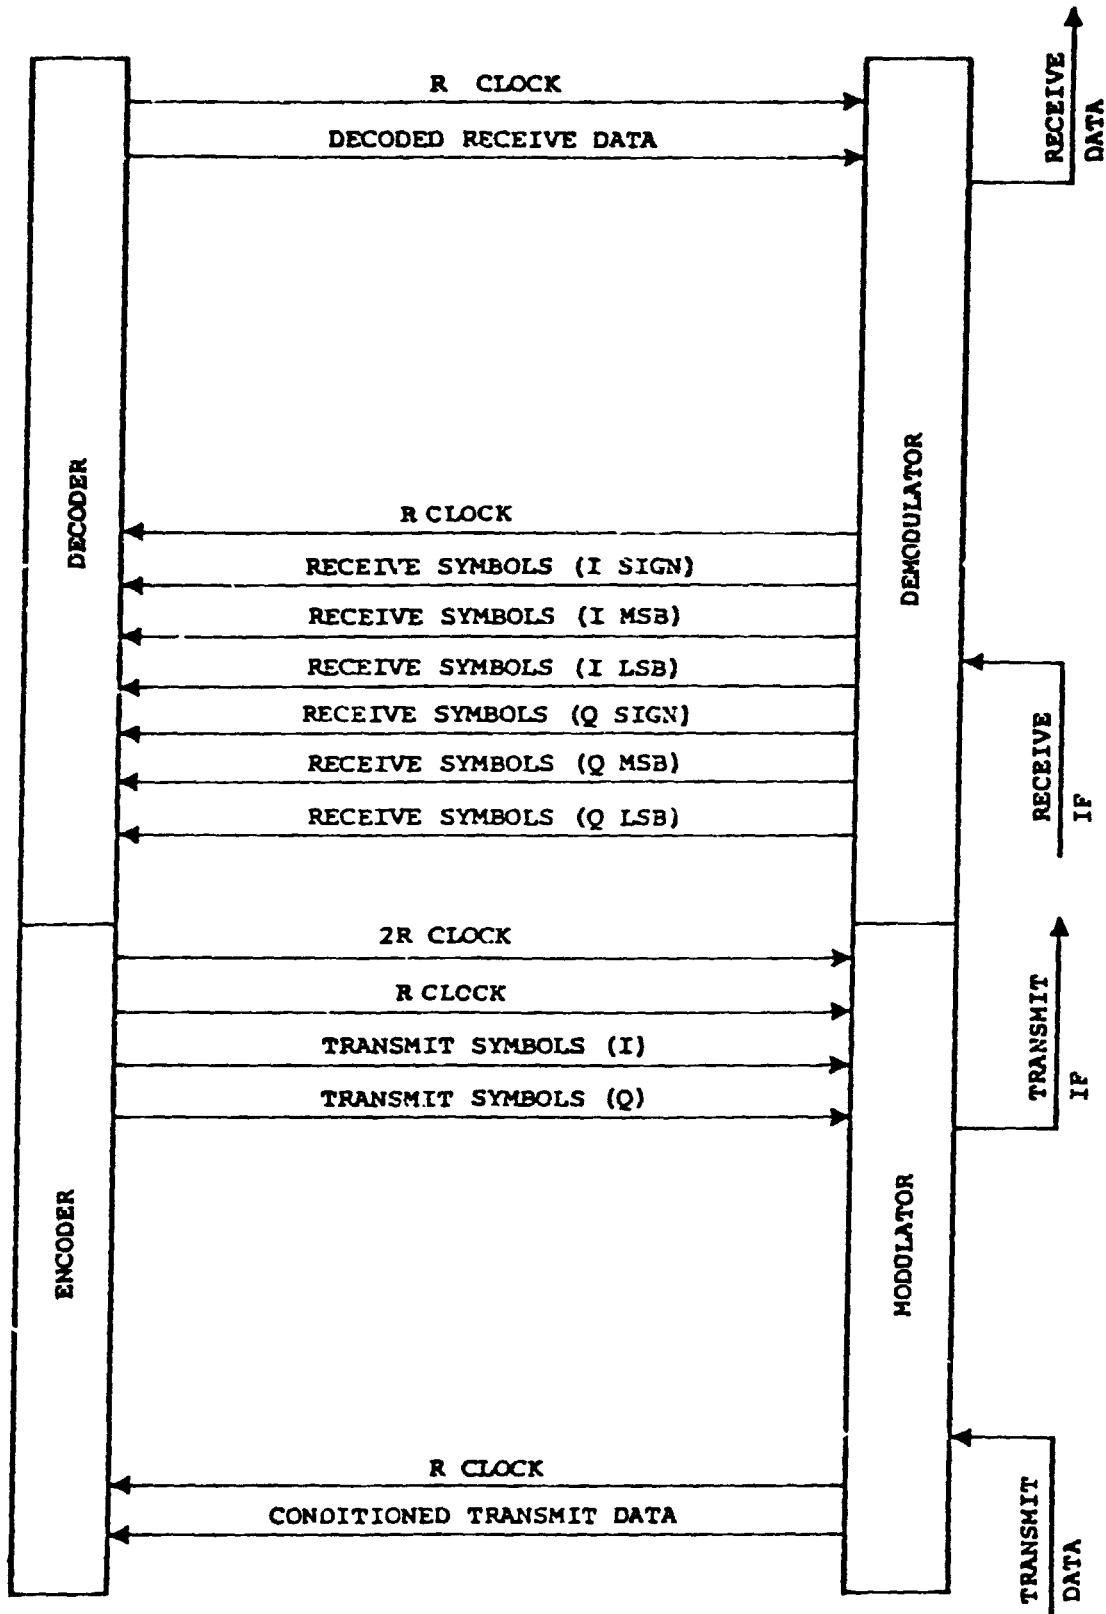 R CLOCK
DECODED RECEIVE DATA
RECEIVE
DATA
DECODER
DEMODULATOR
R CLOCK
RECEIVE SYMBOLS (I SIGN)
RECEIVE SYMBOLS (I MSB)
RECEIVE SYMBOLS (I LSB)
RECEIVE SYMBOLS (Q SIGN)
RECEIVE SYMBOLS (Q MSB)
RECEIVE SYMBOLS (Q LSB)
RECEIVE
IF
2R CLOCK
R CLOCK
TRANSMIT SYMBOLS (I)
TRANSMIT SYMBOLS (Q)
TRANSMIT
IF
ENCODER
MODULATOR
R CLOCK
CONDITIONED TRANSMIT DATA
TRANSMIT
DATA